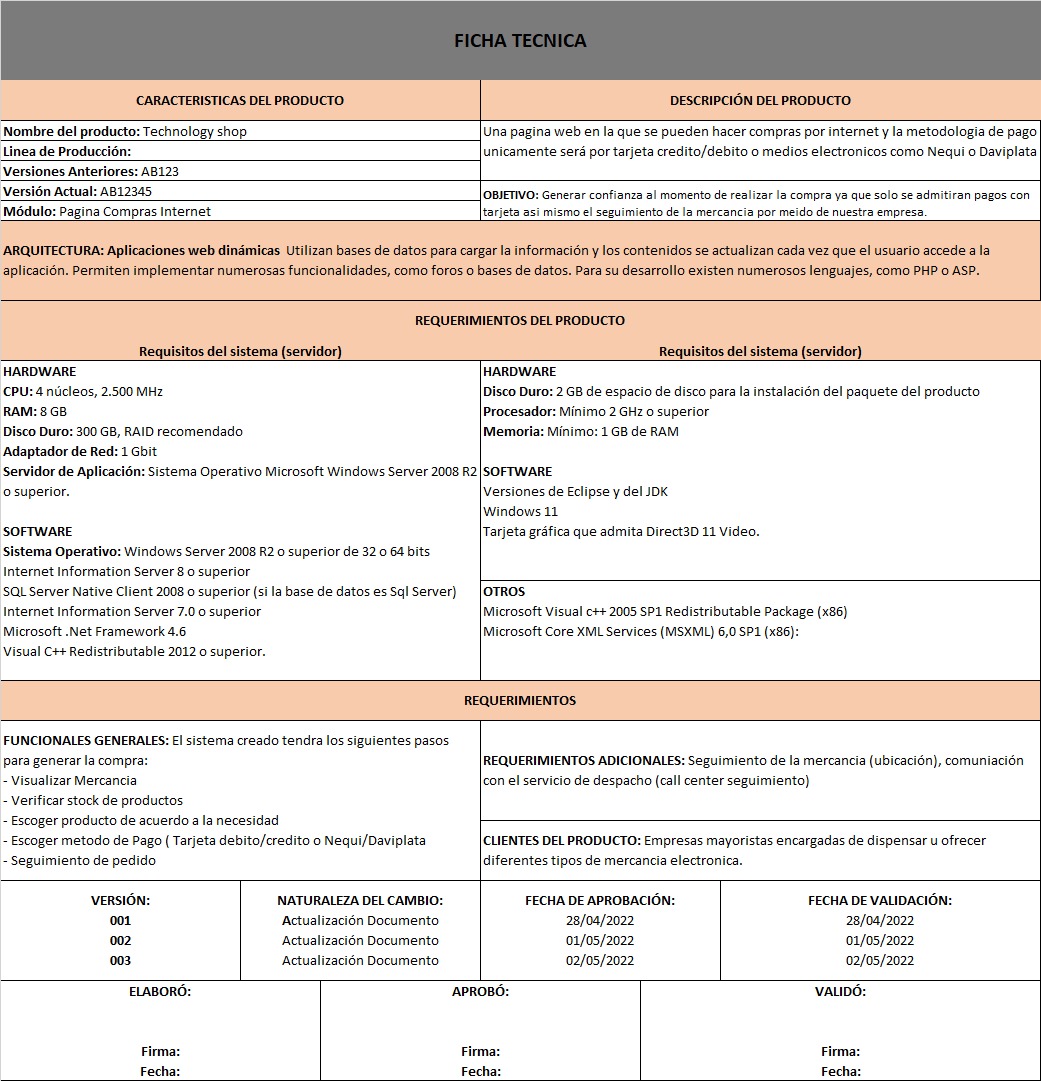 FICHA TECNICA
CARACTERISTICAS DEL PRODUCTO
Nombre del producto: Technology shop
Linea de Producción:
Versiones Anteriores: AB123
Versión Actual: AB12345
Módulo: Pagina Compras Internet
DESCRIPCIÓN DEL PRODUCTO
Una pagina web en la que se pueden hacer compras por internet y la metodologia de pago
unicamente será por tarjeta credito/debito o medios electronicos como Nequi o Daviplata
OBJETIVO: Generar confianza al momento de realizar la compra ya que solo se admitiran pagos con
tarjeta asi mismo el seguimiento de la mercancia por meido de nuestra empresa.
ARQUITECTURA: Aplicaciones web dinámicas Utilizan bases de datos para cargar la información y los contenidos se actualizan cada vez que el usuario accede a la
aplicación. Permiten implementar numerosas funcionalidades, como foros o bases de datos. Para su desarrollo existen numerosos lenguajes, como PHP o ASP.
REQUERIMIENTOS DEL PRODUCTO
Requisitos del sistema (servidor)
HARDWARE
CPU: 4 núcleos, 2.500 MHz
RAM: 8 GB
Disco Duro: 300 GB, RAID recomendado
Adaptador de Red: 1 Gbit
Servidor de Aplicación: Sistema Operativo Microsoft Windows Server 2008 R2
o superior.
SOFTWARE
Sistema Operativo: Windows Server 2008 R2 o superior de 32 o 64 bits
Internet Information Server 8 o superior
SQL Server Native Client 2008 o superior (si la base de datos es Sql Server)
Internet Information Server 7.0 o superior
Microsoft .Net Framework 4.6
Visual C++ Redistributable 2012 o superior.
Requisitos del sistema (servidor)
HARDWARE
Disco Duro: 2 GB de espacio de disco para la instalación del paquete del producto
Procesador: Mínimo 2 GHz o superior
Memoria: Mínimo: 1 GB de RAM
SOFTWARE
Versiones de Eclipse y del JDK
Windows 11
Tarjeta gráfica que admita Direct3D 11 Video.
OTROS
Microsoft Visual c++ 2005 SP1 Redistributable Package (x86)
Microsoft Core XML Services (MSXML) 6,0 SP1 (x86):
REQUERIMIENTOS
FUNCIONALES GENERALES: El sistema creado tendra los siguientes pasos
para generar la compra:
- Visualizar Mercancia
- Verificar stock de productos
- Escoger producto de acuerdo a la necesidad
- Escoger metodo de Pago ( Tarjeta debito/credito o Nequi/Daviplata
- Seguimiento de pedido
REQUERIMIENTOS ADICIONALES: Seguimiento de la mercancia (ubicación), comuniación
con el servicio de despacho (call center seguimiento)
CLIENTES DEL PRODUCTO: Empresas mayoristas encargadas de dispensar u ofrecer
diferentes tipos de mercancia electronica.
VERSIÓN: NATURALEZA DEL CAMBIO: FECHA DE APROBACIÓN: FECHA DE VALIDACIÓN:
001 Actualización Documento 28/04/2022 28/04/2022
002 Actualización Documento 01/05/2022 01/05/2022
003 Actualización Documento 02/05/2022 02/05/2022
ELABORÓ: APROBÓ: VALIDÓ:
Firma: Firma: Firma:
Fecha: Fecha: Fecha: